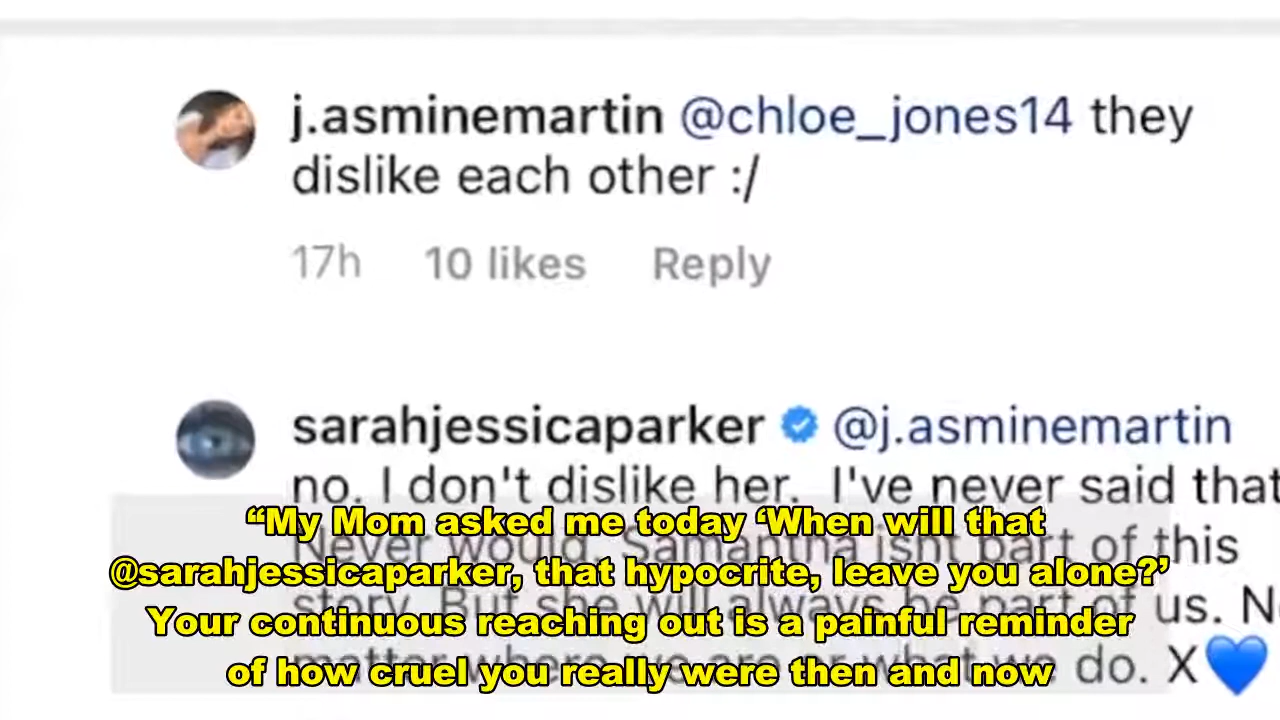 j.asminemartin @chloe_jones14 they
dislike each other :/
17h 10 likes Reply
sarahjessicaparker @j.asminemartin
no. I don't dislike her. I've never said that
Never would. Samantha isnt part of this
story. But she will always be part of us. No
matter where we are or what we do. X💙
“My Mom asked me today ‘When will that
@sarahjessicaparker, that hypocrite, leave you alone?’
Your continuous reaching out is a painful reminder
of how cruel you really were then and now